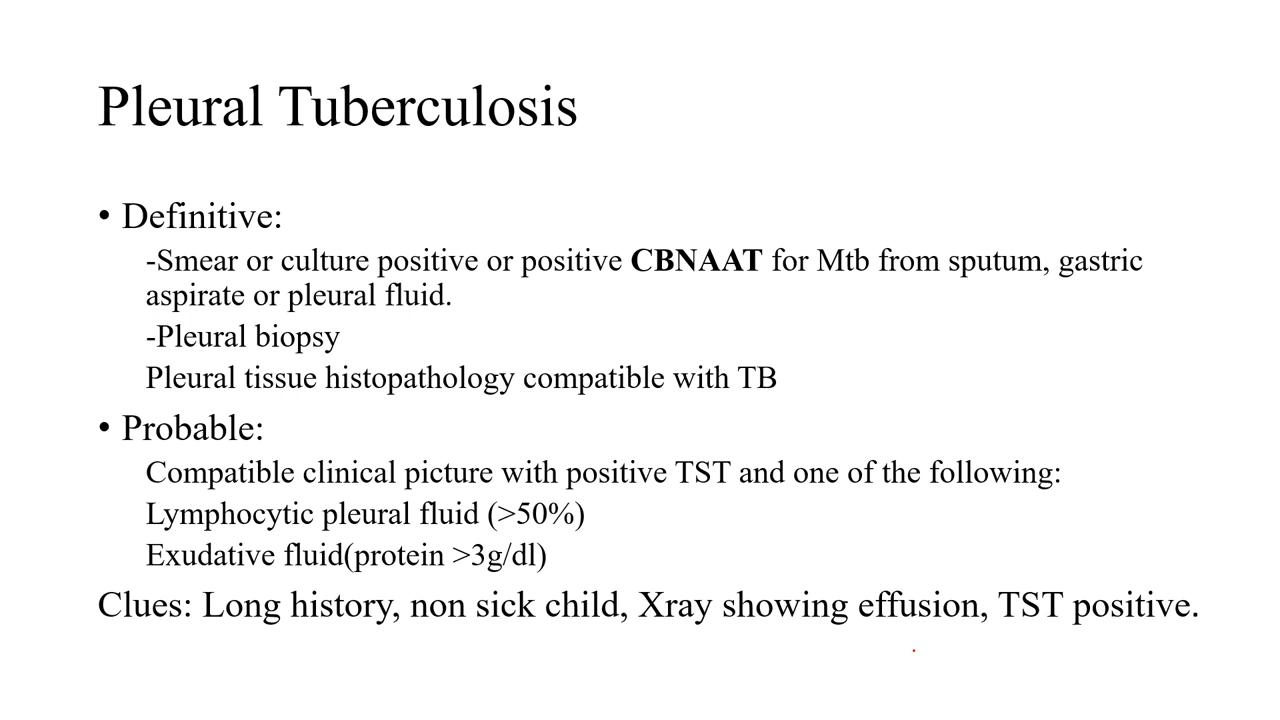 Pleural Tuberculosis
• Definitive:
-Smear or culture positive or positive CBNAAT for Mtb from sputum, gastric
aspirate or pleural fluid.
-Pleural biopsy
Pleural tissue histopathology compatible with TB
• Probable:
Compatible clinical picture with positive TST and one of the following:
Lymphocytic pleural fluid (>50%)
Exudative fluid(protein >3g/dl)
Clues: Long history, non sick child, Xray showing effusion, TST positive.